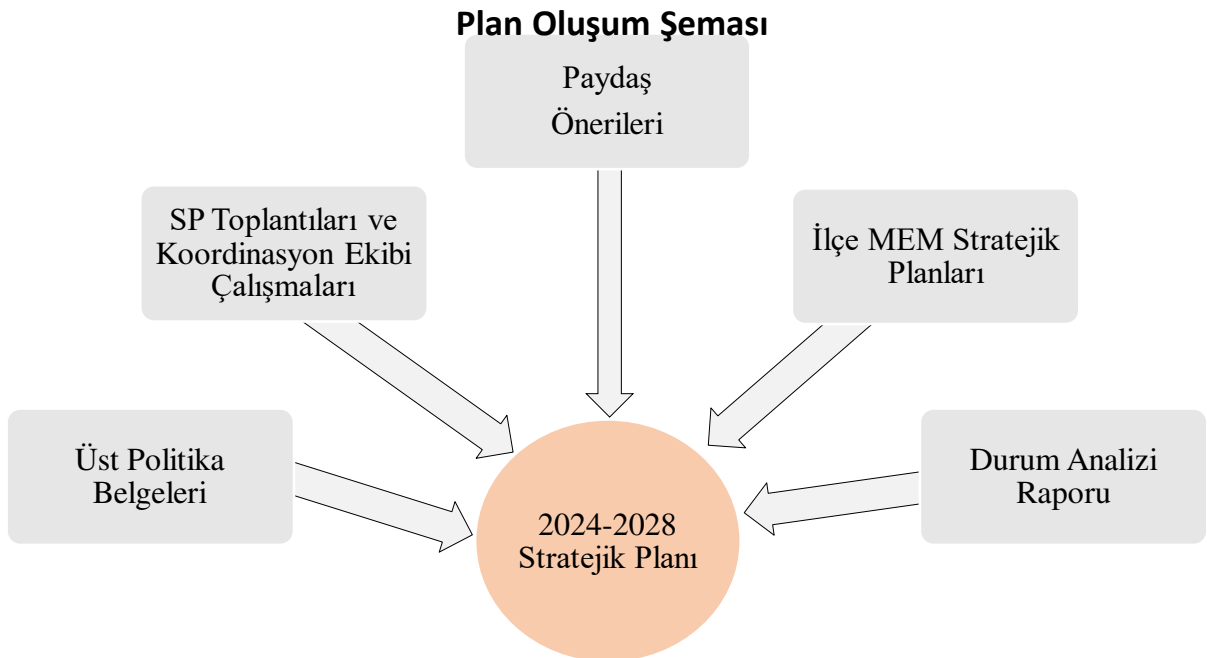 Plan Oluşum Şeması
Paydaş
Önerileri
SP Toplantıları ve
Koordinasyon Ekibi
Çalışmaları
İlçe MEM Stratejik
Planları
Üst Politika
Belgeleri
Durum Analizi
Raporu
2024-2028
Stratejik Planı